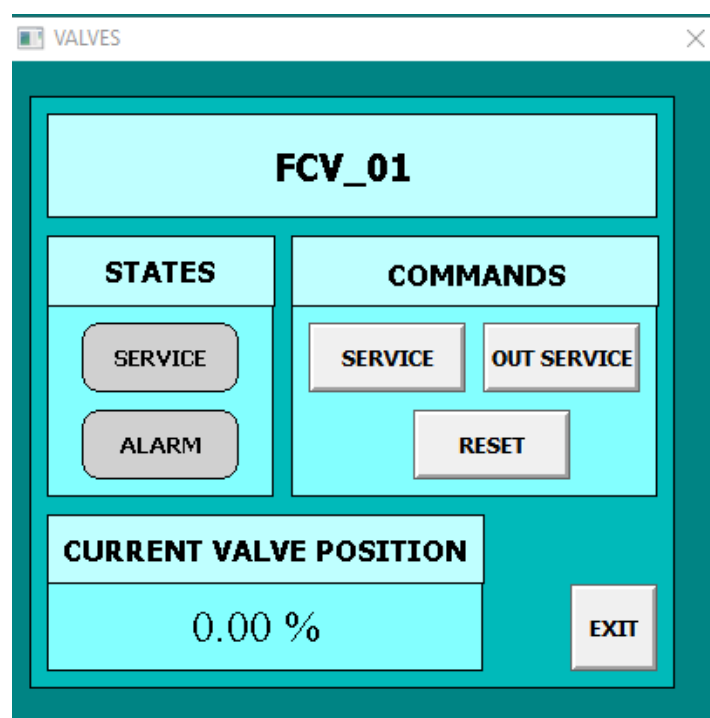 VALVES
FCV_01
STATES
COMMANDS
SERVICE
SERVICE
OUT SERVICE
ALARM
RESET
CURRENT VALVE POSITION
0.00 %
EXIT